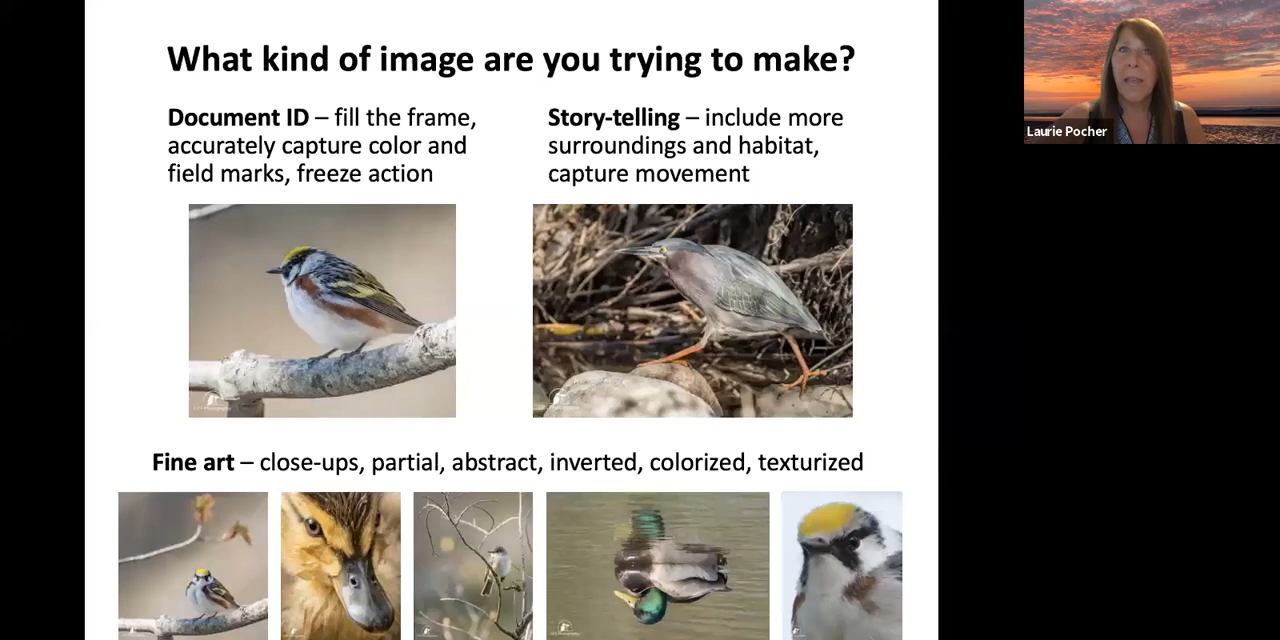 What kind of image are you trying to make?
Document ID – fill the frame,
accurately capture color and
field marks, freeze action
Story-telling – include more
surroundings and habitat,
capture movement
Laurie Pocher
Fine art – close-ups, partial, abstract, inverted, colorized, texturized